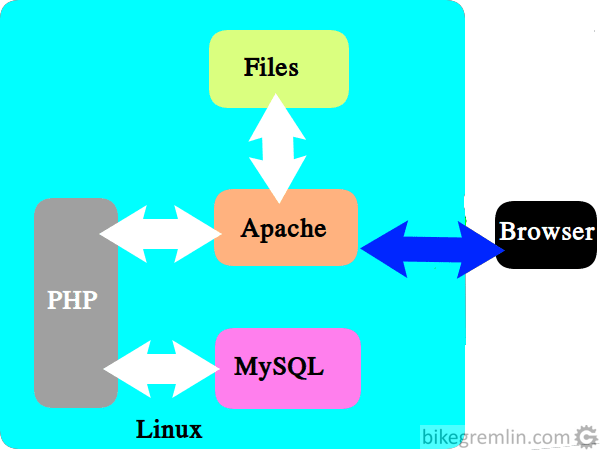 Files
Apache
Browser
PHP
MySQL
Linux
bikegremlin.com